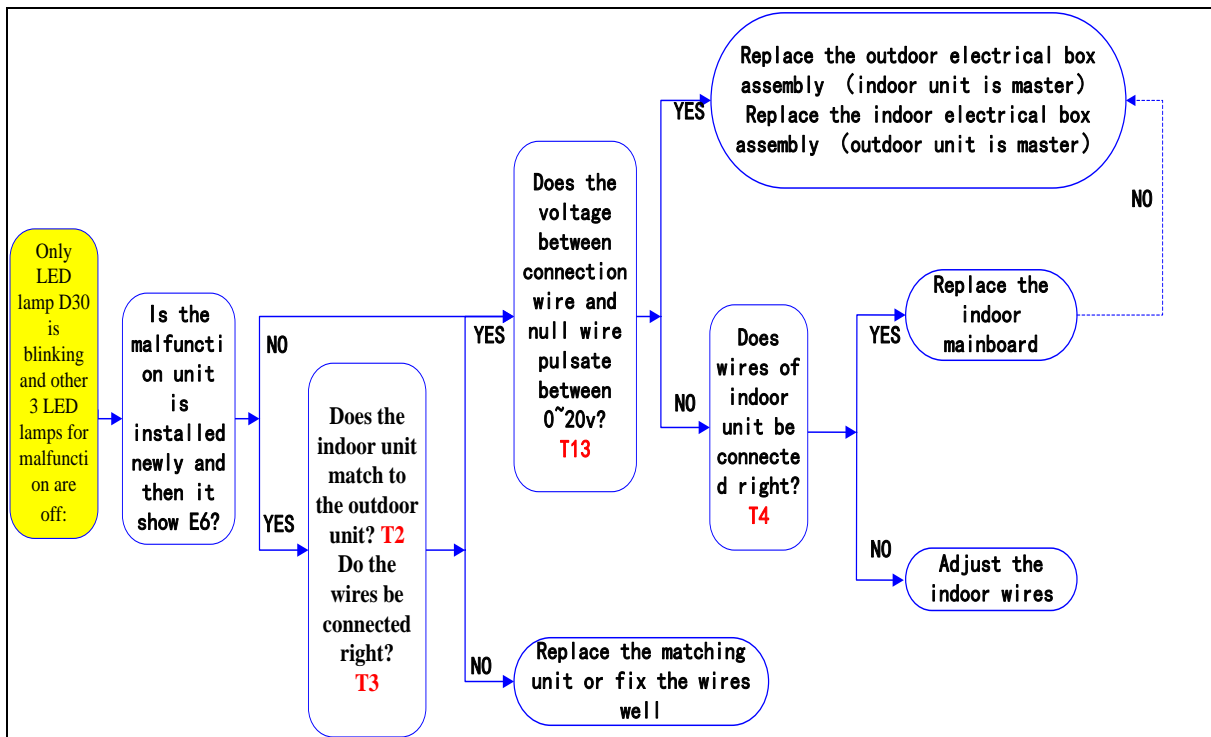 Only
LED
lamp D30
is
blinking
and other
3 LED
lamps for
malfuncti
on are
off:
Is the
malfuncti
on unit
is
installed
newly and
then it
show E6?
NO
YES
Does the
indoor unit
match to
the outdoor
unit? T2
Do the
wires be
connected
right?
T3
YES
NO
Replace the matching
unit or fix the wires
well
Does the
voltage
between
connection
wire and
null wire
pulsate
between
0~20v?
T13
YES
NO
Replace the outdoor electrical box
assembly （indoor unit is master）
Replace the indoor electrical box
assembly （outdoor unit is master）
Does
wires of
indoor
unit be
connecte
d right?
T4
YES
NO
Replace the
indoor
mainboard
NO
Adjust the
indoor wires